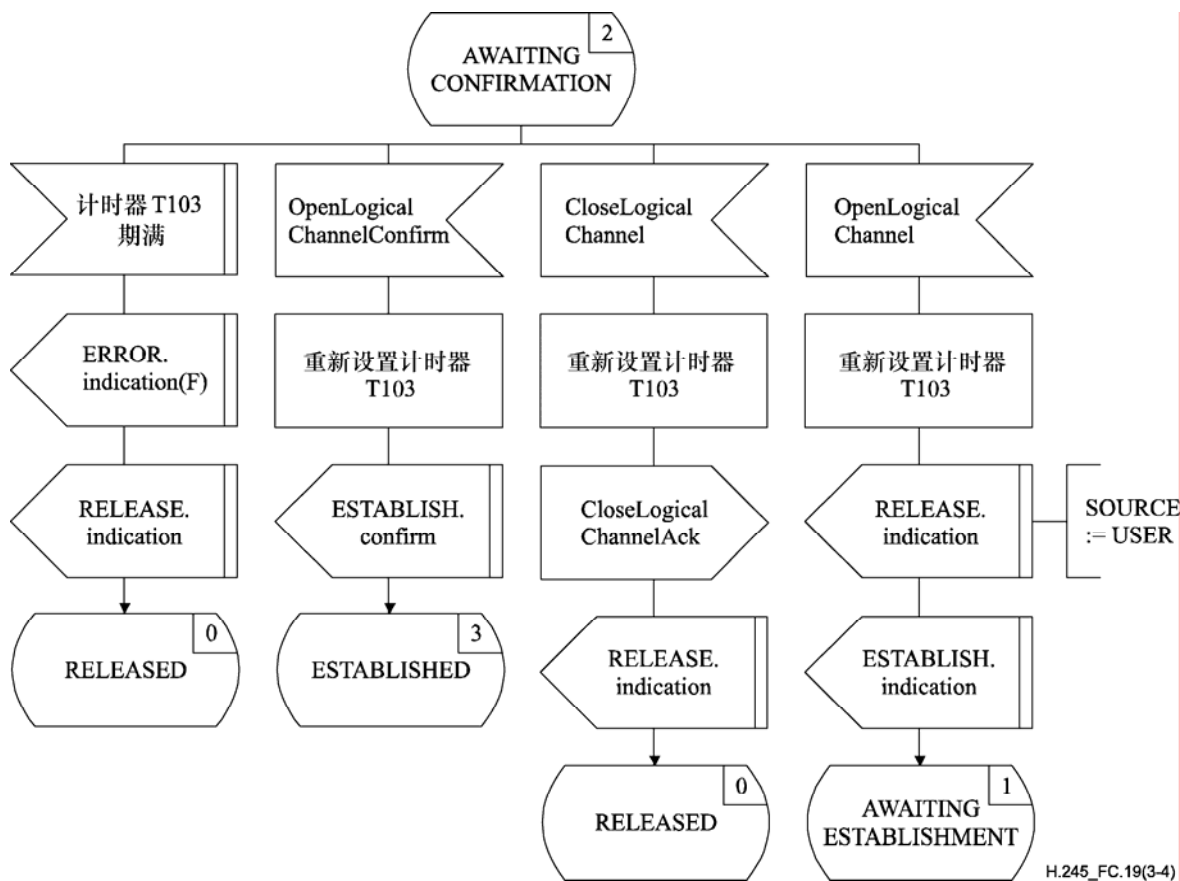 2
AWAITING
CONFIRMATION
计时器 T103
期满
OpenLogical
ChannelConfirm
CloseLogical
Channel
OpenLogical
Channel
ERROR.
indication(F)
重新设置计时器
T103
重新设置计时器
T103
重新设置计时器
T103
RELEASE.
indication
ESTABLISH.
confirm
CloseLogical
ChannelAck
RELEASE.
indication
SOURCE
:= USER
0
RELEASED
3
ESTABLISHED
RELEASE.
indication
ESTABLISH.
indication
0
RELEASED
1
AWAITING
ESTABLISHMENT
H.245_FC.19(3-4)